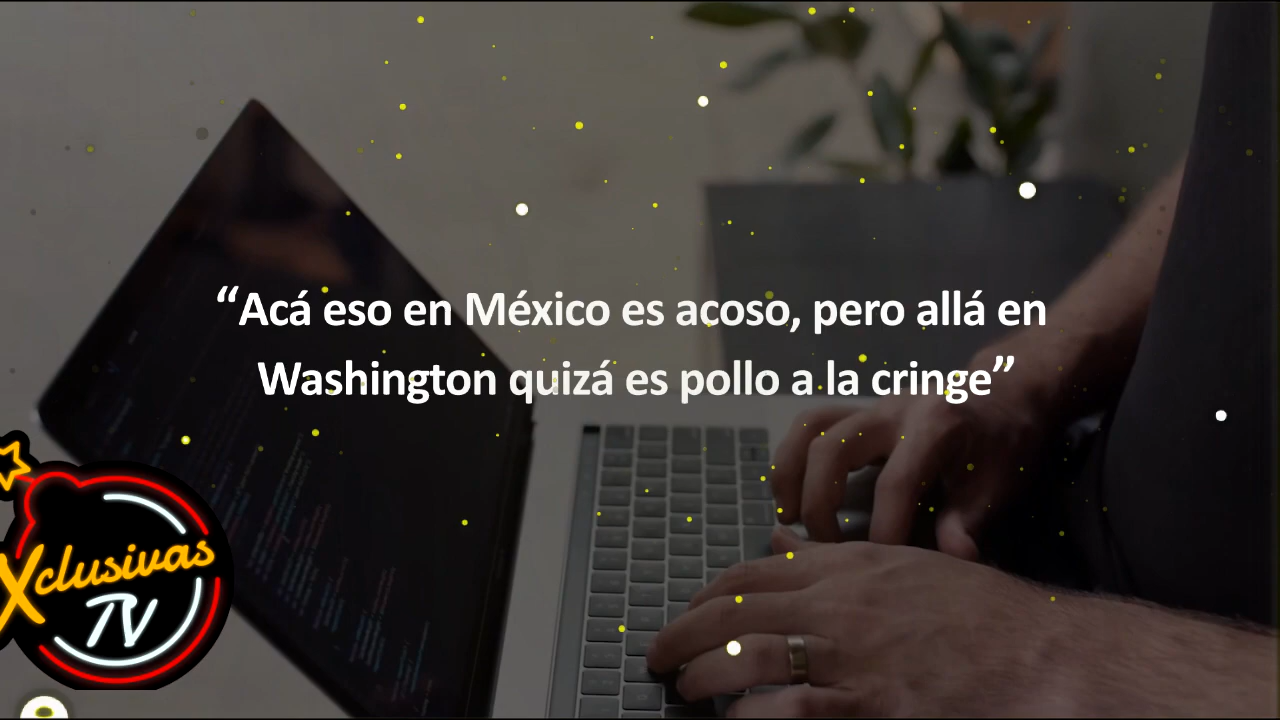 “Acá eso en México es acoso, pero allá en
Washington quizá es pollo a la cringe”
Xclusivas
TV